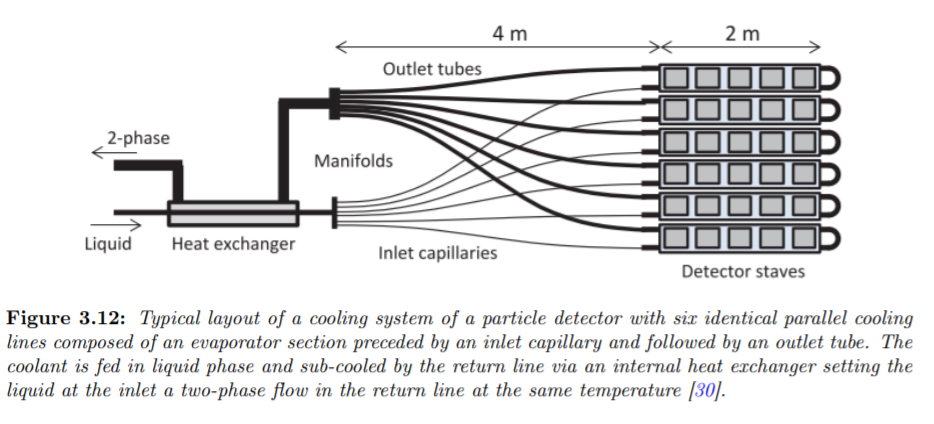 4 m
2 m
Outlet tubes
2-phase
Manifolds
Liquid
Heat exchanger
Inlet capillaries
Detector staves
Figure 3.12: Typical layout of a cooling system of a particle detector with six identical parallel cooling
lines composed of an evaporator section preceded by an inlet capillary and followed by an outlet tube. The
coolant is fed in liquid phase and sub-cooled by the return line via an internal heat exchanger setting the
liquid at the inlet a two-phase flow in the return line at the same temperature [30].